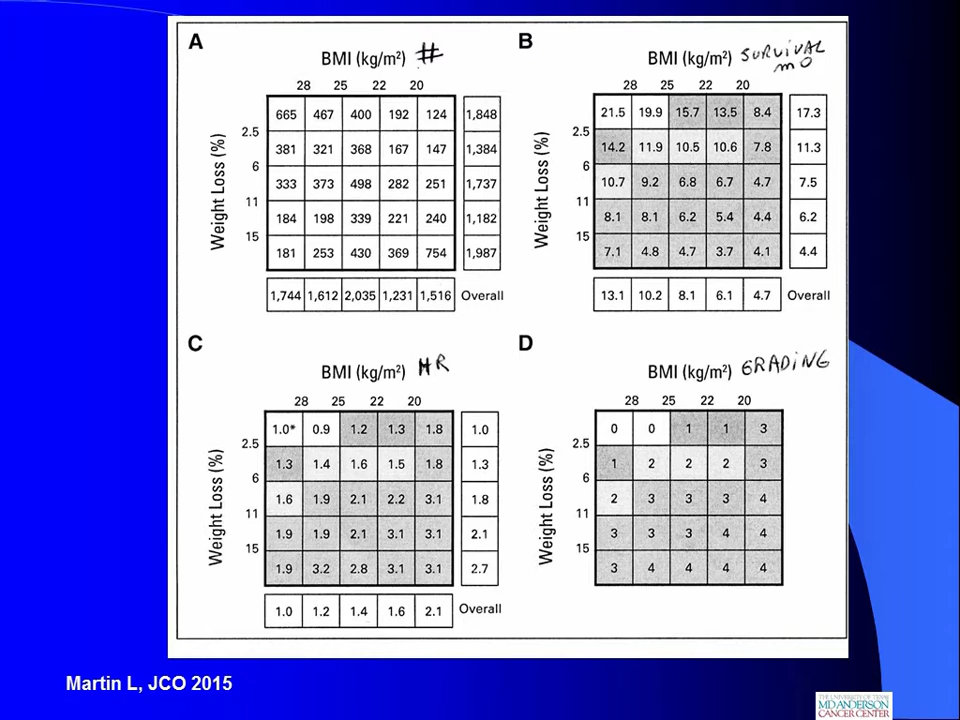 A
BMI (kg/m²) #
28 25 22 20
665 467 400 192 124 1,848
2.5
381 321 368 167 147 1,384
6
333 373 498 282 251 1,737
11
184 198 339 221 240 1,182
15
181 253 430 369 754 1,987
Weight Loss (%)
1,744 1,612 2,035 1,231 1,516 Overall
B
BMI (kg/m²) SURViVAL
mO
28 25 22 20
21.5 19.9 15.7 13.5 8.4 17.3
2.5
14.2 11.9 10.5 10.6 7.8 11.3
6
10.7 9.2 6.8 6.7 4.7 7.5
11
8.1 8.1 6.2 5.4 4.4 6.2
15
7.1 4.8 4.7 3.7 4.1 4.4
Weight Loss (%)
13.1 10.2 8.1 6.1 4.7 Overall
C
BMI (kg/m²) HR
28 25 22 20
1.0* 0.9 1.2 1.3 1.8 1.0
2.5
1.3 1.4 1.6 1.5 1.8 1.3
6
1.6 1.9 2.1 2.2 3.1 1.8
11
1.9 1.9 2.1 3.1 3.1 2.1
15
1.9 3.2 2.8 3.1 3.1 2.7
Weight Loss (%)
1.0 1.2 1.4 1.6 2.1 Overall
D
BMI (kg/m²) GRADiNG
28 25 22 20
0 0 1 1 3
2.5
1 2 2 2 3
6
2 3 3 3 4
11
3 3 3 4 4
15
3 4 4 4 4
Weight Loss (%)
Martin L, JCO 2015
THE UNIVERSITY OF TEXAS
MD ANDERSON
CANCER CENTER